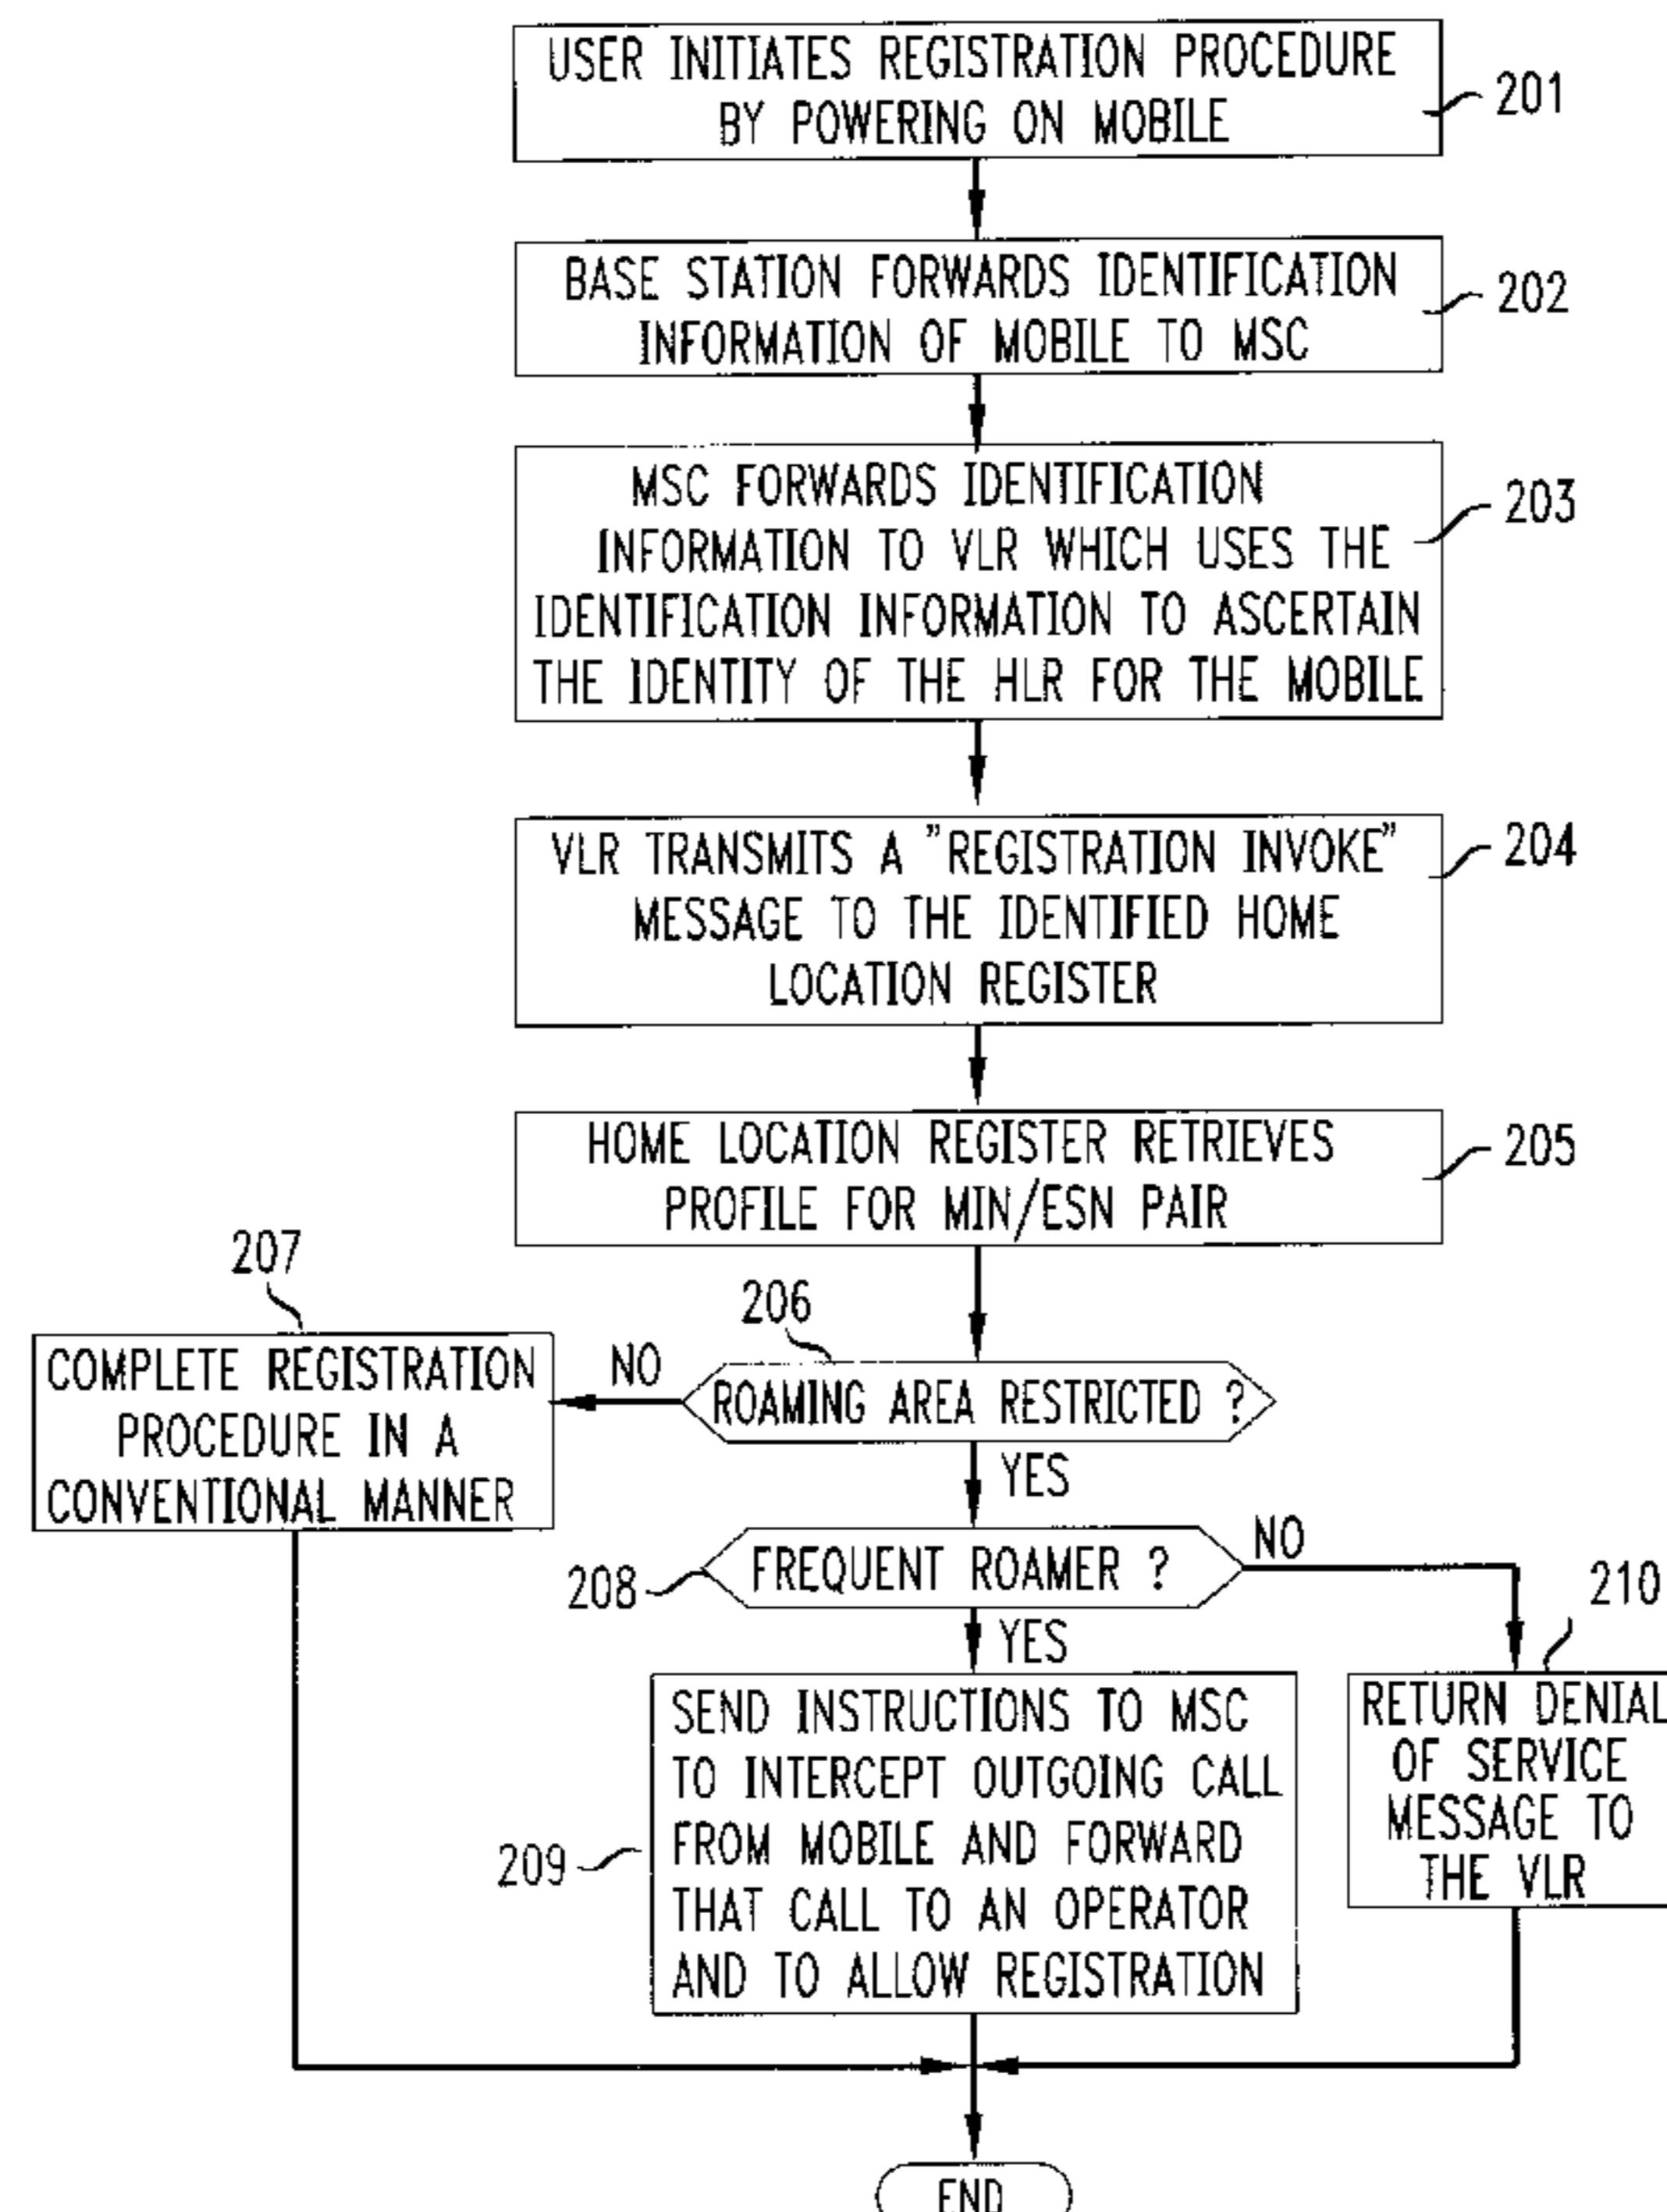 USER INITIATES REGISTRATION PROCEDURE
BY POWERING ON MOBILE
201
BASE STATION FORWARDS IDENTIFICATION
INFORMATION OF MOBILE TO MSC
202
MSC FORWARDS IDENTIFICATION
INFORMATION TO VLR WHICH USES THE
IDENTIFICATION INFORMATION TO ASCERTAIN
THE IDENTITY OF THE HLR FOR THE MOBILE
203
VLR TRANSMITS A "REGISTRATION INVOKE"
MESSAGE TO THE IDENTIFIED HOME
LOCATION REGISTER
204
HOME LOCATION REGISTER RETRIEVES
PROFILE FOR MIN/ESN PAIR
205
206
ROAMING AREA RESTRICTED ?
NO
207
COMPLETE REGISTRATION
PROCEDURE IN A
CONVENTIONAL MANNER
YES
208
FREQUENT ROAMER ?
NO
YES
209
SEND INSTRUCTIONS TO MSC
TO INTERCEPT OUTGOING CALL
FROM MOBILE AND FORWARD
THAT CALL TO AN OPERATOR
AND TO ALLOW REGISTRATION
210
RETURN DENIAL
OF SERVICE
MESSAGE TO
THE VLR
END